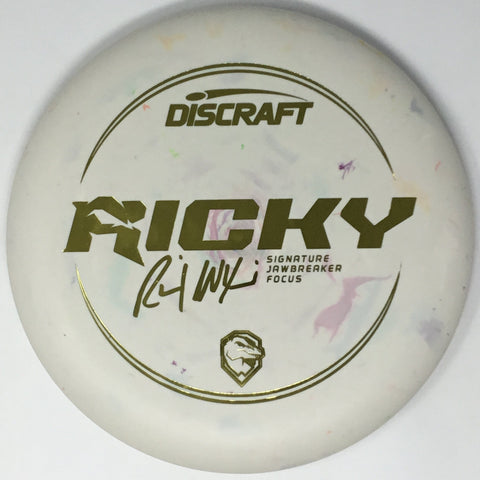 DISCRAFT
RICKY
SIGNATURE
JAWBREAKER
FOCUS